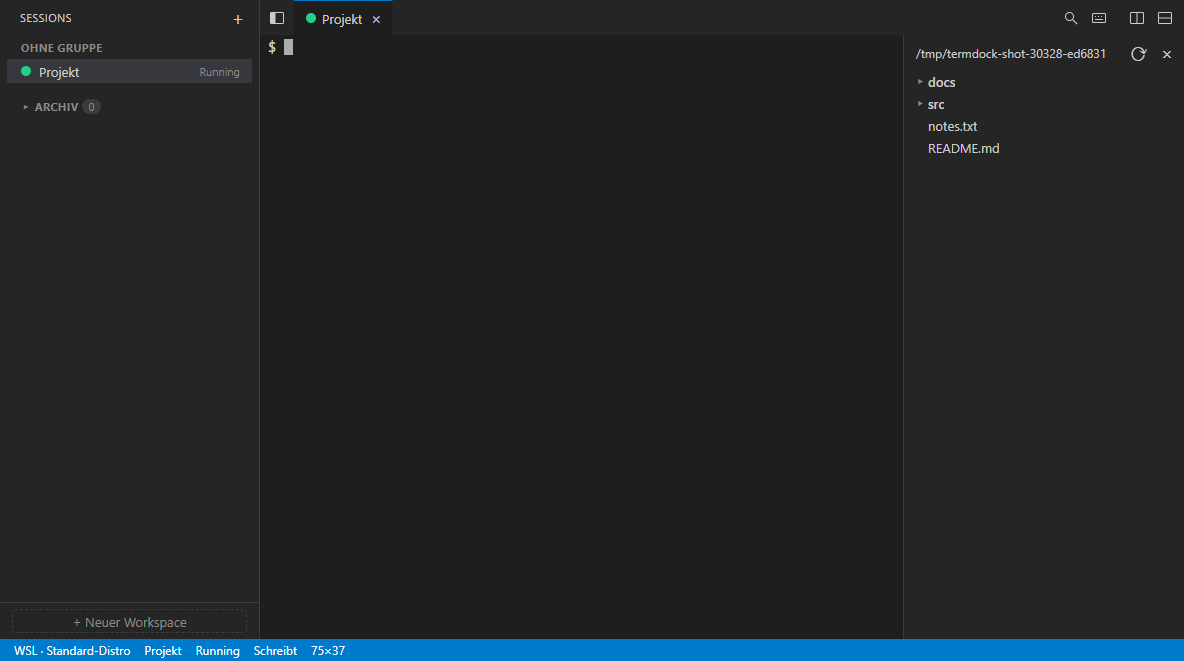 SESSIONS +
OHNE GRUPPE
Projekt Running
ARCHIV 0
+ Neuer Workspace
Projekt ×
$
/tmp/termdock-shot-30328-ed6831 ×
docs
src
notes.txt
README.md
WSL · Standard-Distro Projekt Running Schreibt 75×37